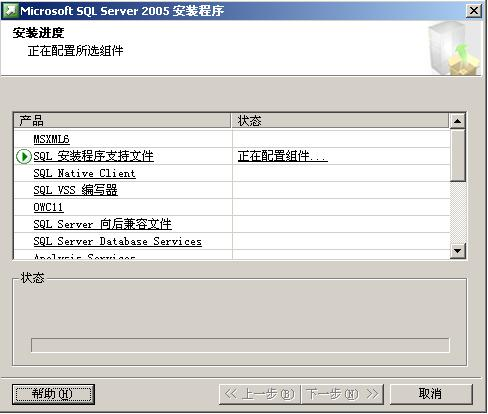 Microsoft SQL Server 2005 安装程序
安装进度
正在配置所选组件
产品 状态
MSXML6
SQL 安装程序支持文件 正在配置组件...
SQL Native Client
SQL VSS 编写器
OWC11
SQL Server 向后兼容文件
SQL Server Database Services
Analysis Services
状态
帮助(H) << 上一步(B) 下一步(N) >> 取消